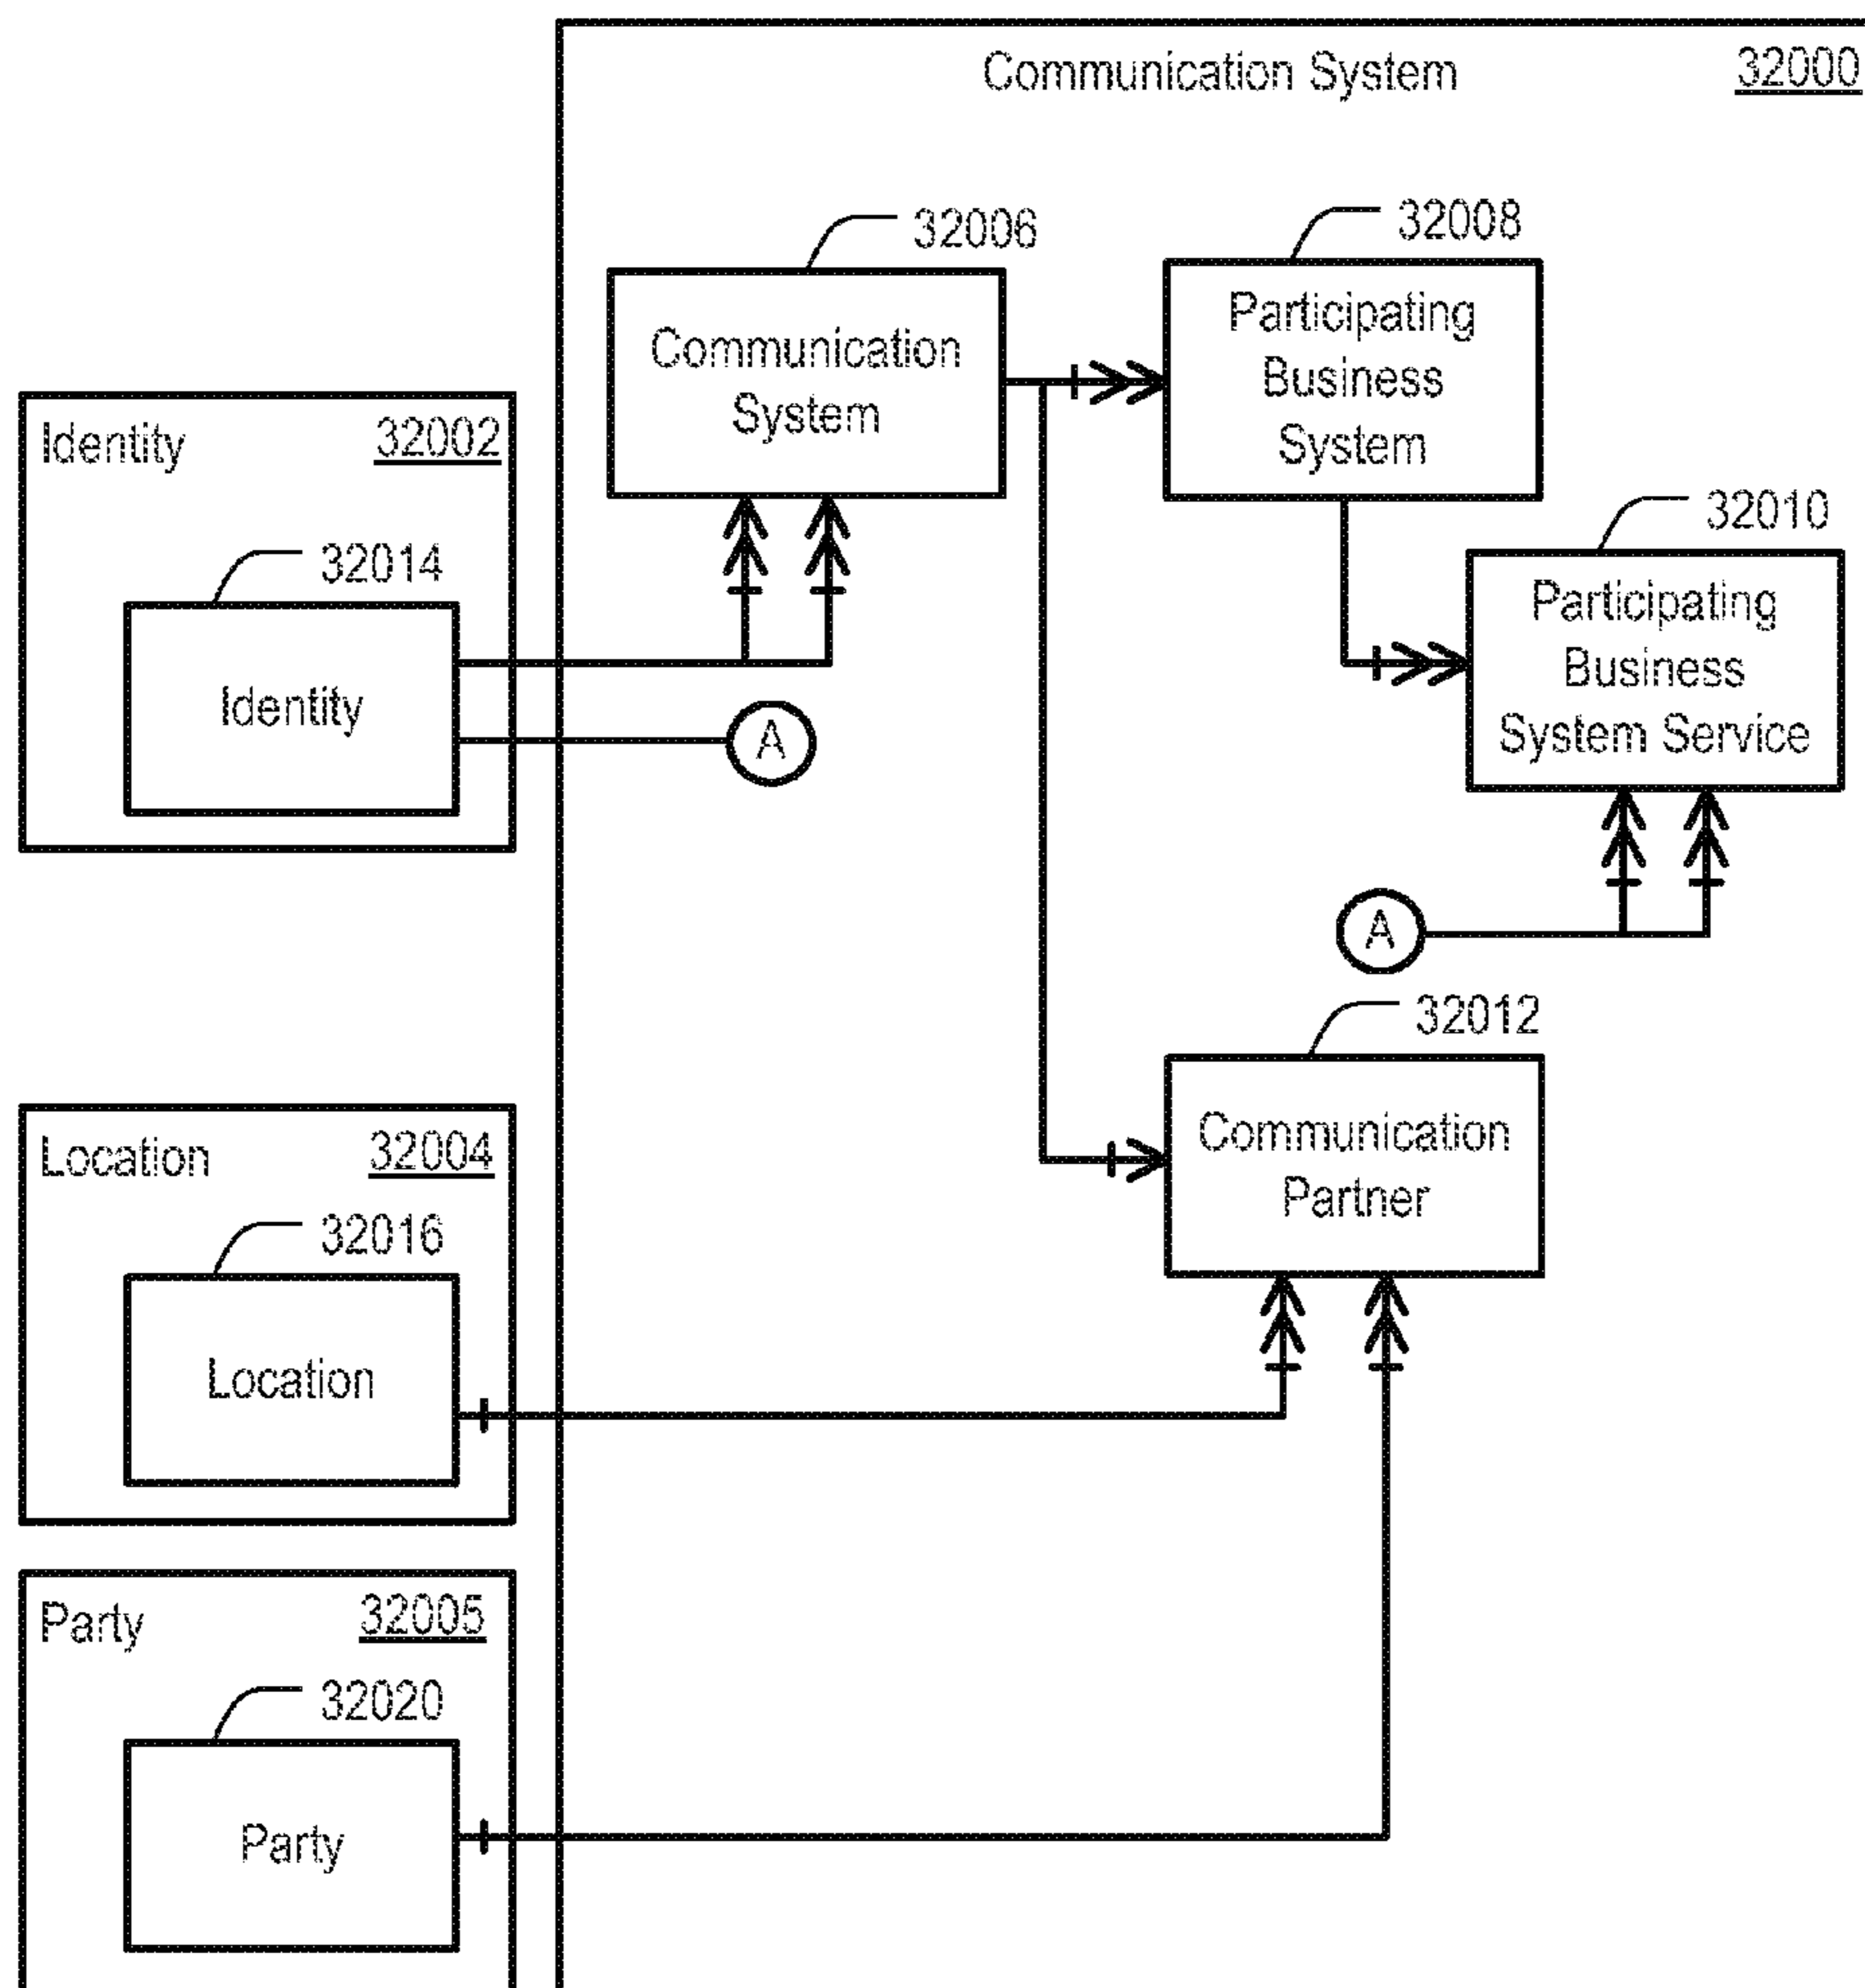 Communication System 32000
32006
32008
Communication
System
Participating
Business
System
Identity 32002
32014
Identity
A
32010
Participating
Business
System Service
A
32012
Communication
Partner
Location 32004
32016
Location
Party 32005
32020
Party